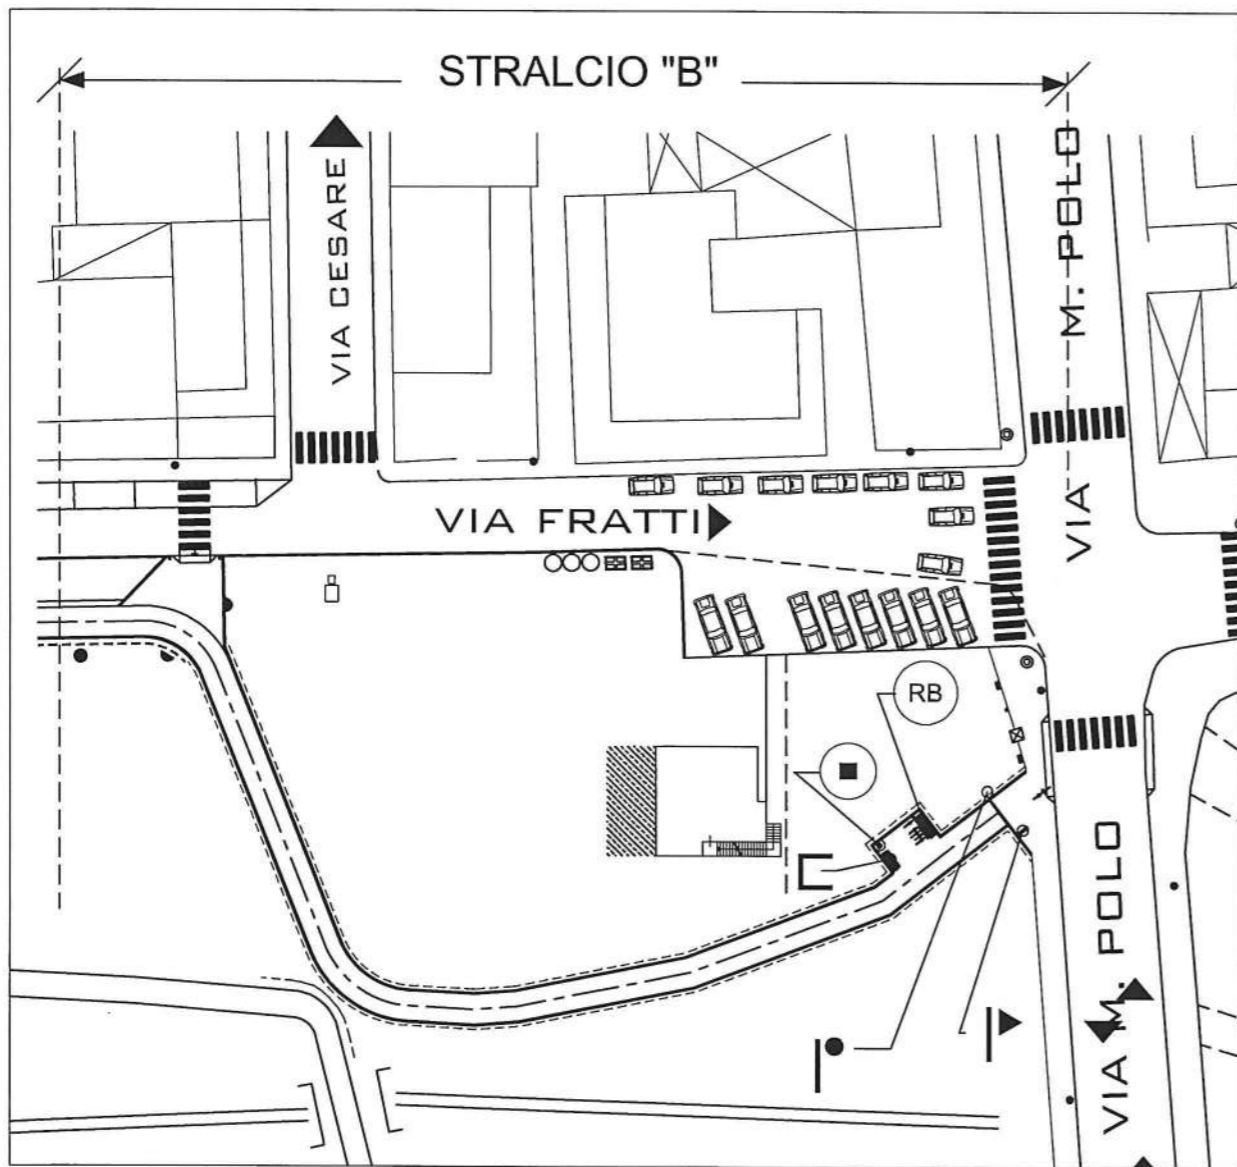 STRALCIO "B"
VIA CESARE
VIA M. POLO
VIA FRATTI
RB
VIA M. POLO